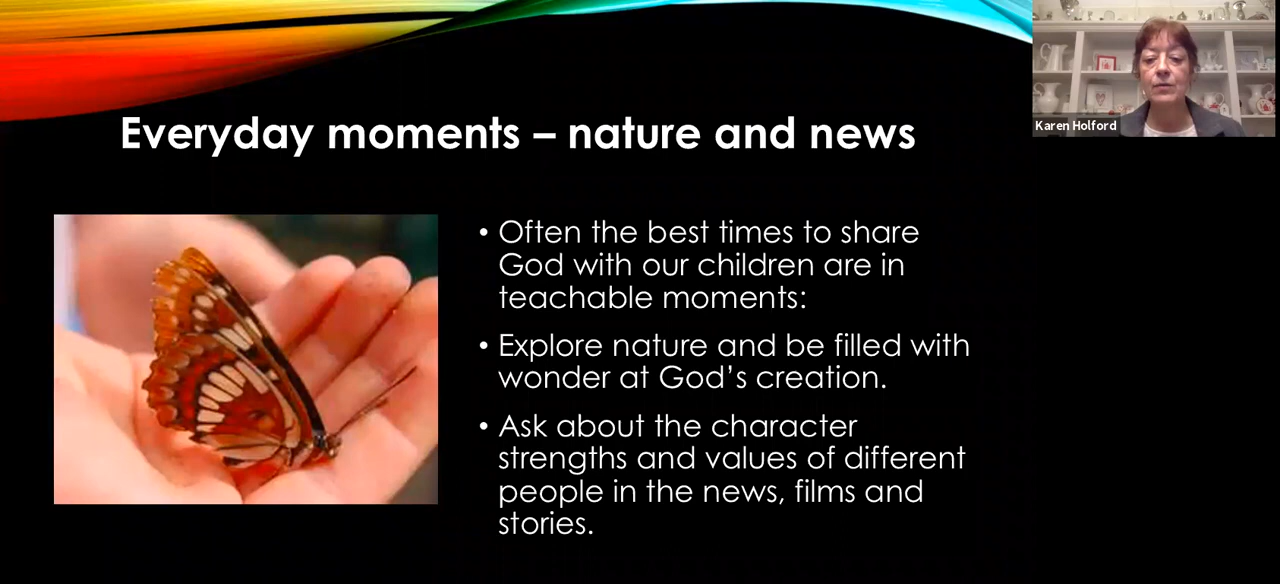 Everyday moments – nature and news
Karen Holford
• Often the best times to share
God with our children are in
teachable moments:
• Explore nature and be filled with
wonder at God’s creation.
• Ask about the character
strengths and values of different
people in the news, films and
stories.